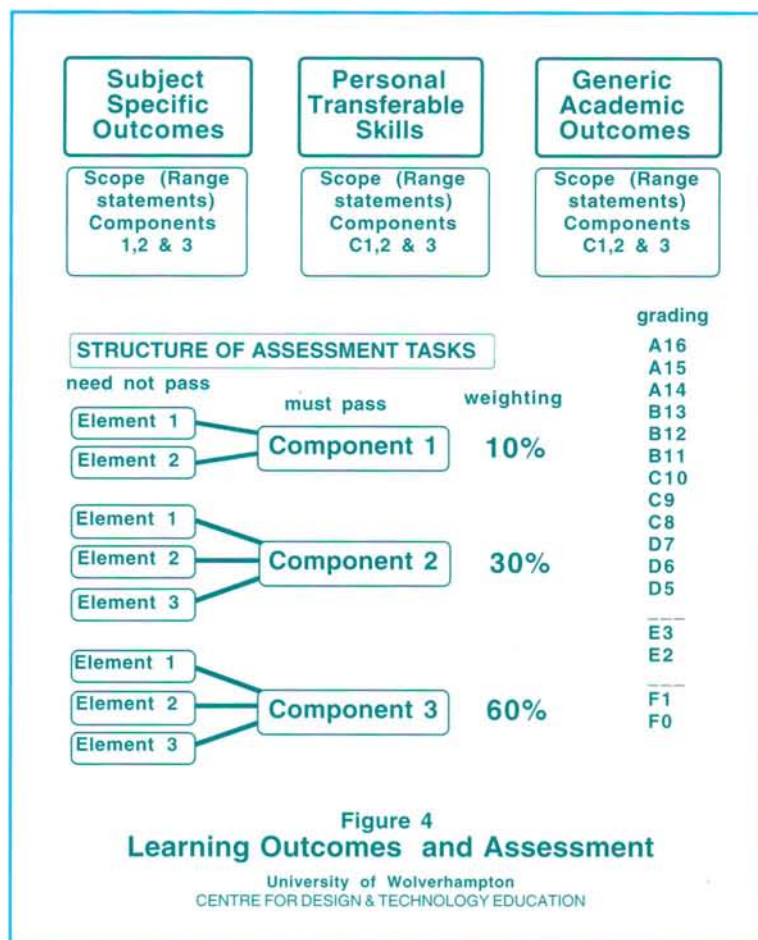 Subject
Specific
Outcomes
Personal
Transferable
Skills
Generic
Academic
Outcomes
Scope (Range
statements)
Components
1,2 & 3
Scope (Range
statements)
Components
C1,2 & 3
Scope (Range
statements)
Components
C1,2 & 3
STRUCTURE OF ASSESSMENT TASKS
need not pass
must pass
weighting
Element 1
Element 2
Component 1
10%
Element 1
Element 2
Element 3
Component 2
30%
Element 1
Element 2
Element 3
Component 3
60%
grading
A16
A15
A14
B13
B12
B11
C10
C9
C8
D7
D6
D5
E3
E2
F1
F0
Figure 4
Learning Outcomes and Assessment
University of Wolverhampton
CENTRE FOR DESIGN & TECHNOLOGY EDUCATION